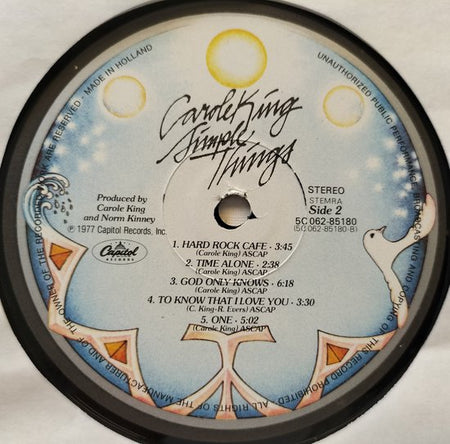 Carole King
Simple
Things
Produced by
Carole King
and Norm Kinney
℗ 1977 Capitol Records, Inc.
Capitol
RECORDS
STEREO
STEMRA
Side 2
5C 062-85180
(5C 062-85180-B)
1. HARD ROCK CAFE · 3:45
(Carole King) ASCAP
2. TIME ALONE · 2:38
(Carole King) ASCAP
3. GOD ONLY KNOWS · 6:18
(Carole King) ASCAP
4. TO KNOW THAT I LOVE YOU · 3:30
(C. King-R. Evers) ASCAP
5. ONE · 5:02
(Carole King) ASCAP
MADE IN HOLLAND
UNAUTHORIZED PUBLIC PERFORMANCE, BROADCASTING AND COPYING OF THIS RECORD PROHIBITED · ALL RIGHTS OF THE MANUFACTURER AND OF THE OWNER OF THE RECORDED ARE RESERVED ·